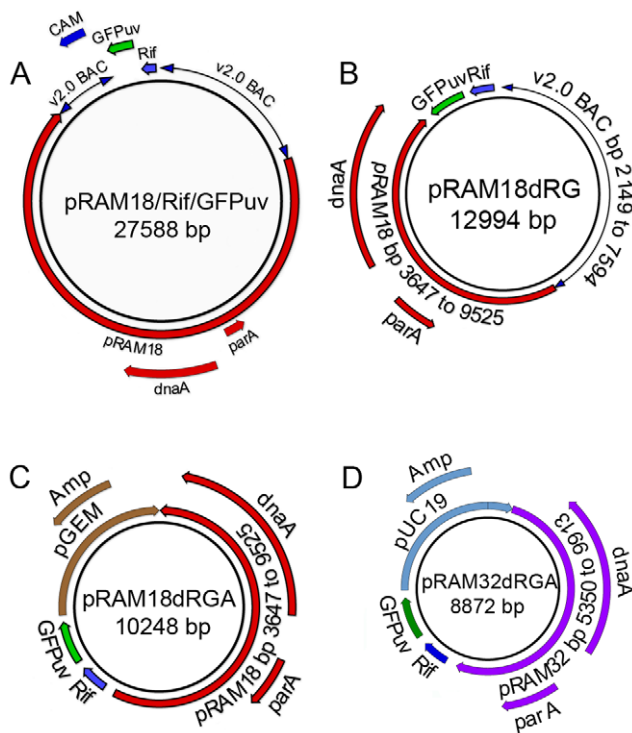 A
CAM
GFPuv
Rif
v2.0 BAC
v2.0 BAC
pRAM18/Rif/GFPuv
27588 bp
pRAM18
parA
dnaA
B
GFPuv
Rif
v2.0 BAC bp 2149 to 7594
dnaA
pRAM18dRG
12994 bp
pRAM18 bp 3647 to 9525
parA
C
Amp
pGEM
dnaA
pRAM18dRGA
10248 bp
GFPuv
Rif
pRAM18 bp 3647 to 9525
parA
D
Amp
pUC19
dnaA
pRAM32dRGA
8872 bp
GFPuv
Rif
pRAM32 bp 5350 to 9913
par A